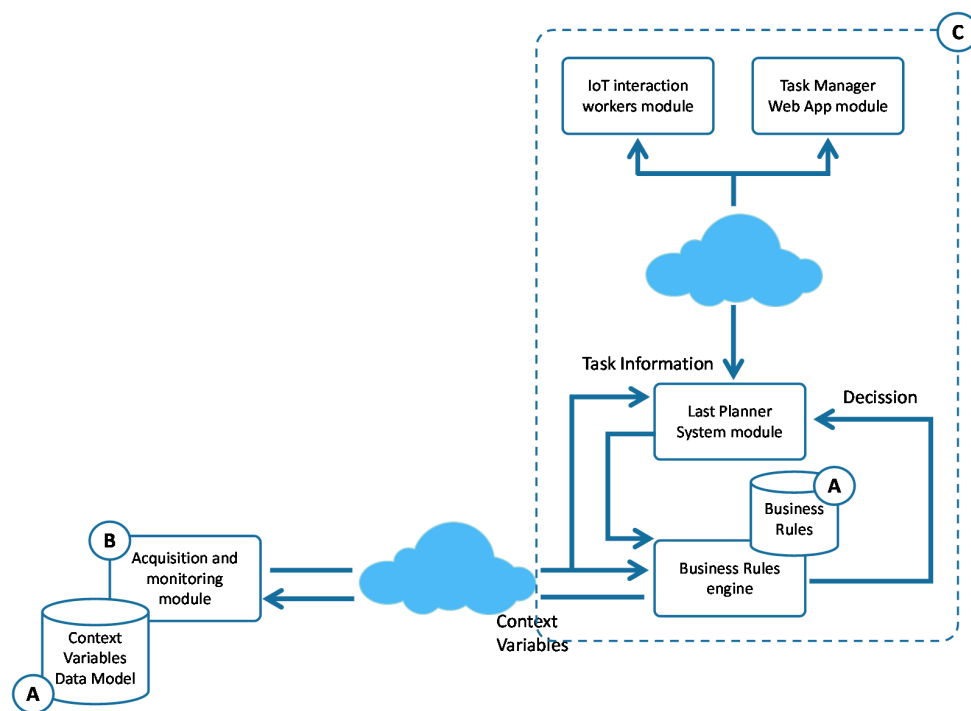 C
IoT interaction
workers module
Task Manager
Web App module
Task Information
Last Planner
System module
Decission
A
Business
Rules
B
Acquisition and
monitoring
module
Business Rules
engine
Context
Variables
Context
Variables
Data Model
A